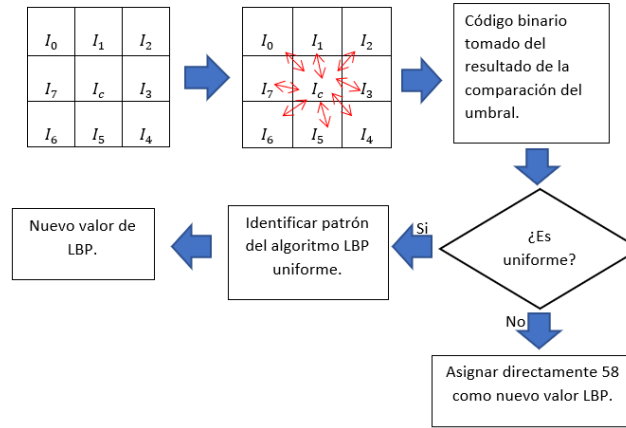 I₀ I₁ I₂
I₇ I_c I₃
I₆ I₅ I₄
I₀ I₁ I₂
I₇ I_c I₃
I₆ I₅ I₄
Código binario
tomado del
resultado de la
comparación del
umbral.
¿Es
uniforme?
Si
Identificar patrón
del algoritmo LBP
uniforme.
Nuevo valor de
LBP.
No
Asignar directamente 58
como nuevo valor LBP.